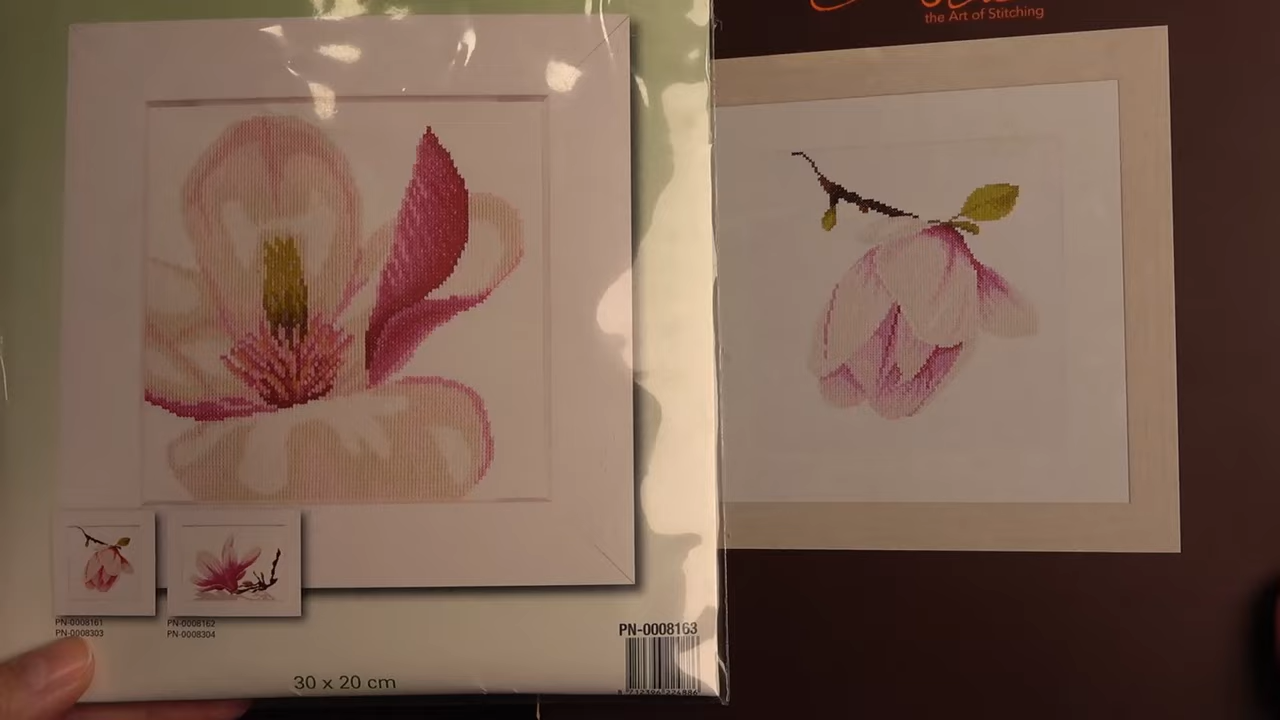 the Art of Stitching
PN-0008161
PN-0008303
PN-0008162
PN-0008304
PN-0008163
30 x 20 cm